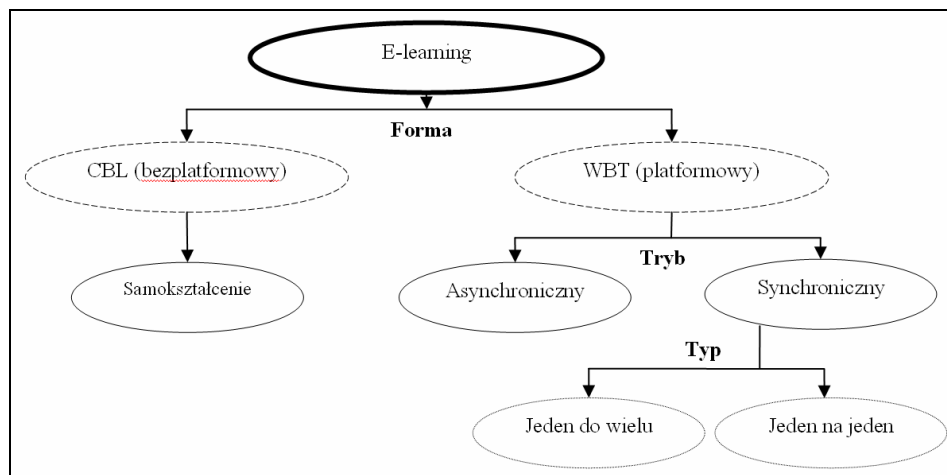 E-learning
Forma
CBL (bezplatformowy)
WBT (platformowy)
Tryb
Samokształcenie
Asynchroniczny
Synchroniczny
Typ
Jeden do wielu
Jeden na jeden